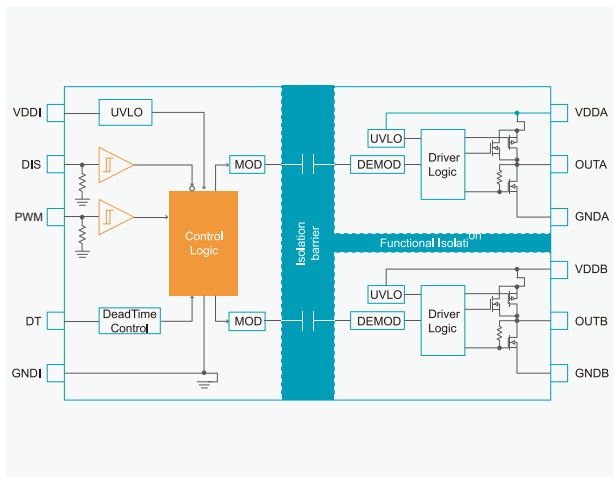 VDDI
UVLO
DIS
PWM
Control
Logic
MOD
DT
DeadTime
Control
MOD
GNDI
Isolation
barrier
Functional Isolation
UVLO
DEMOD
Driver
Logic
VDDA
OUTA
GNDA
UVLO
DEMOD
Driver
Logic
VDDB
OUTB
GNDB